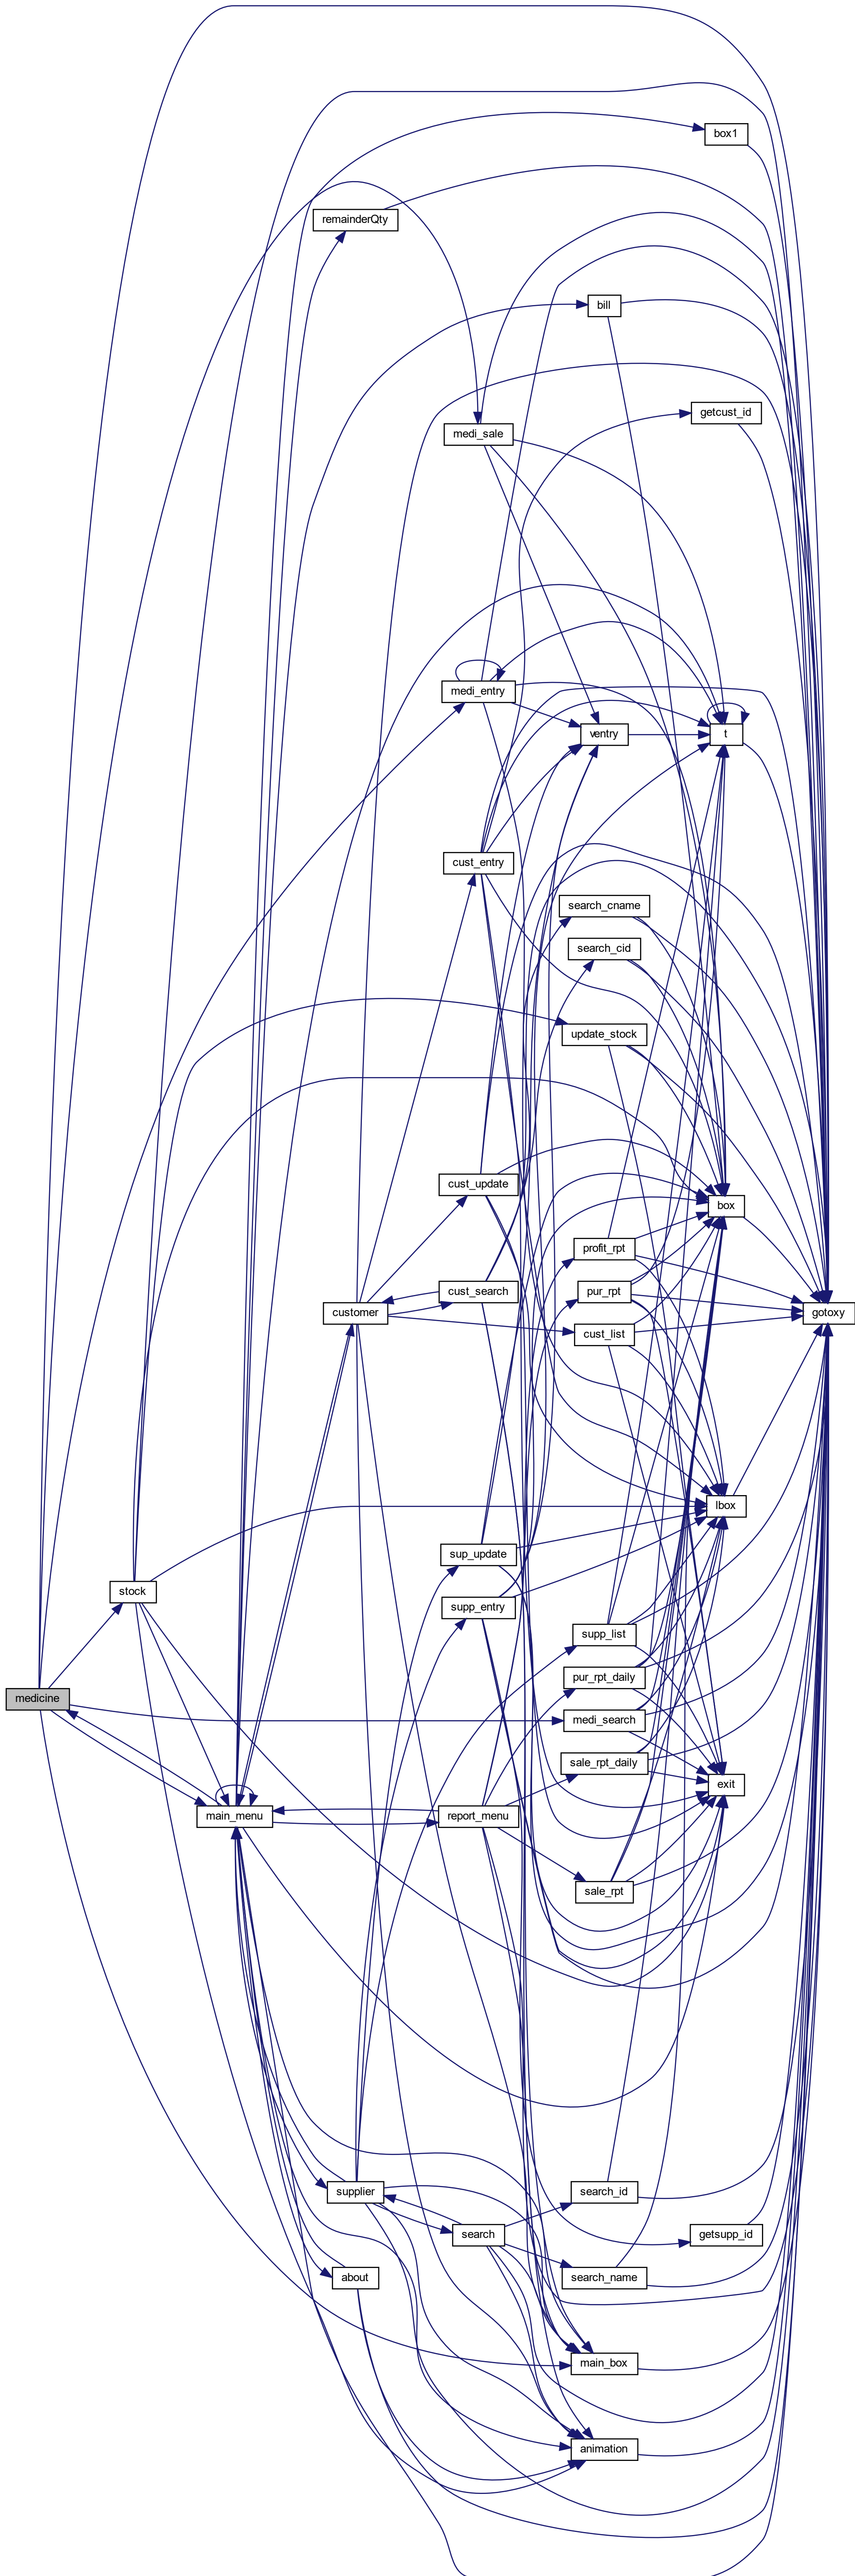 box1
remainderQty
bill
getcust_id
medi_sale
medi_entry
ventry
t
cust_entry
search_cname
search_cid
update_stock
cust_update
box
profit_rpt
cust_search
pur_rpt
customer
gotoxy
cust_list
lbox
sup_update
stock
supp_entry
supp_list
pur_rpt_daily
medicine
medi_search
sale_rpt_daily
exit
main_menu
report_menu
sale_rpt
supplier
search_id
search
getsupp_id
about
search_name
main_box
animation